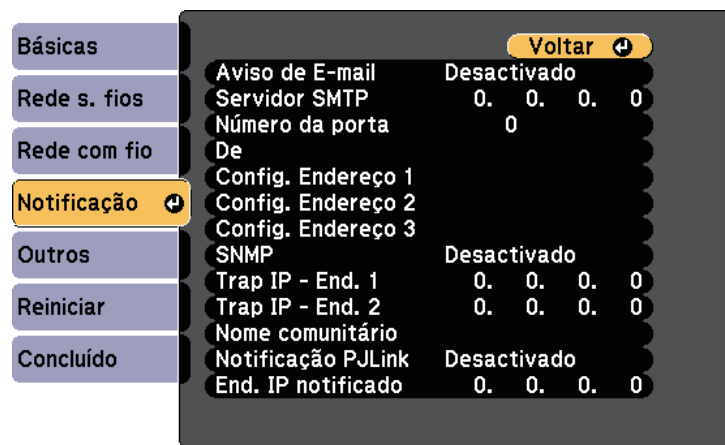 Básicas
Rede s. fios
Rede com fio
Notificação
Outros
Reiniciar
Concluído
Voltar
Aviso de E-mail Desactivado
Servidor SMTP 0. 0. 0. 0
Número da porta 0
De
Config. Endereço 1
Config. Endereço 2
Config. Endereço 3
SNMP Desactivado
Trap IP - End. 1 0. 0. 0. 0
Trap IP - End. 2 0. 0. 0. 0
Nome comunitário
Notificação PJLink Desactivado
End. IP notificado 0. 0. 0. 0